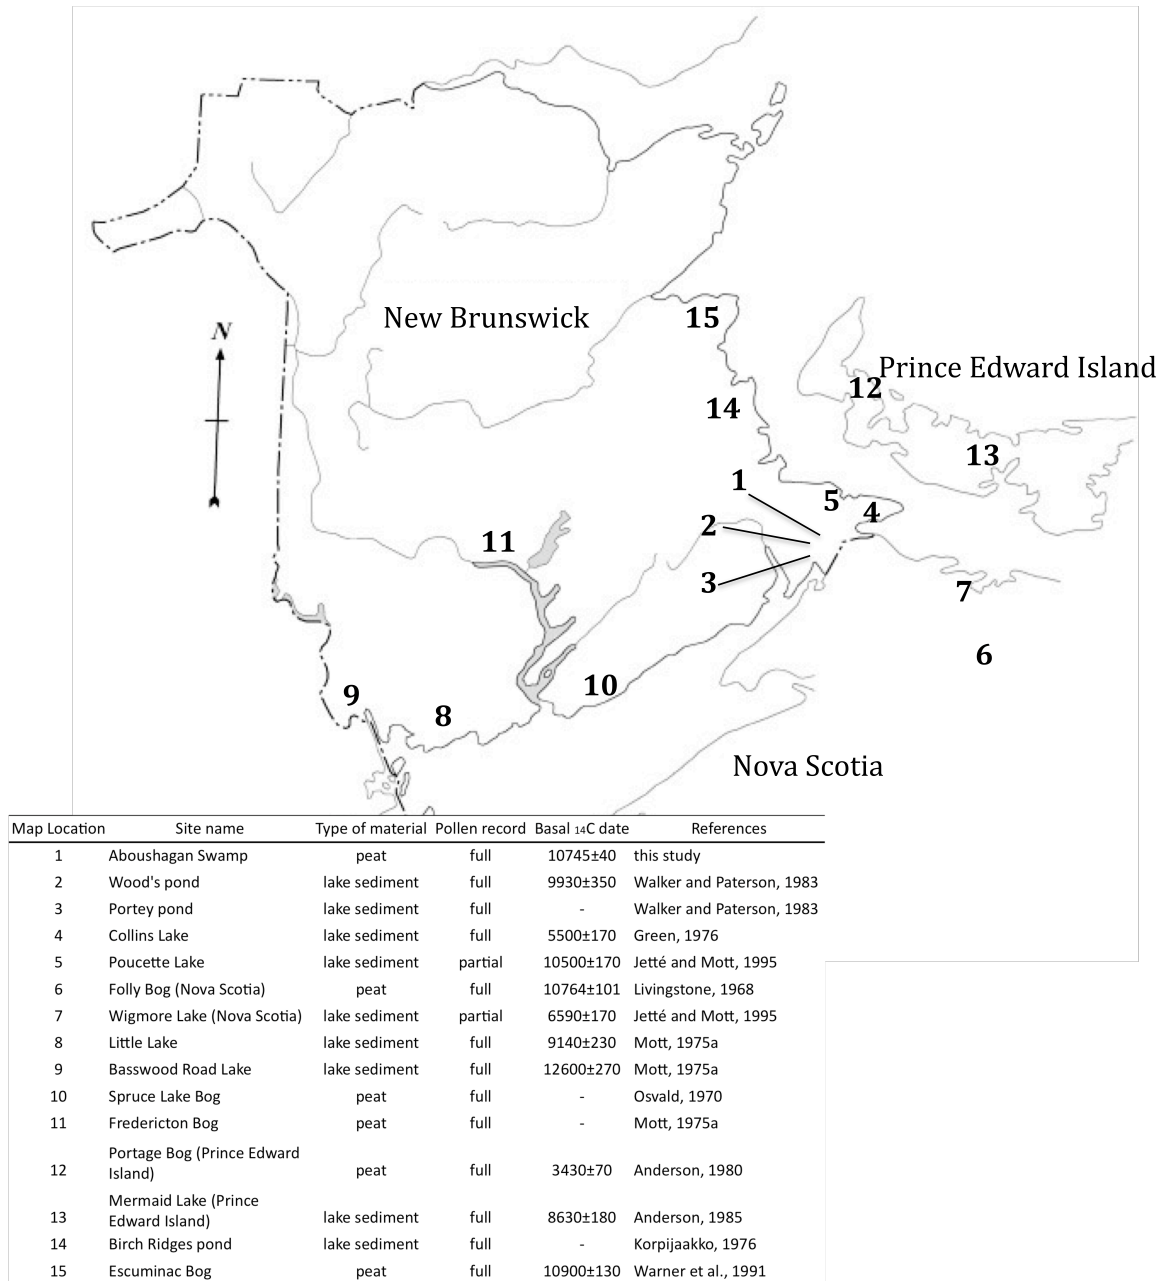 N
New Brunswick
15
Prince Edward Island
12
14
13
1
5
4
2
11
3
7
6
9
10
8
Nova Scotia
Map Location Site name Type of material Pollen record Basal 14C date References
1 Aboushagan Swamp peat full 10745±40 this study
2 Wood's pond lake sediment full 9930±350 Walker and Paterson, 1983
3 Portey pond lake sediment full - Walker and Paterson, 1983
4 Collins Lake lake sediment full 5500±170 Green, 1976
5 Poucette Lake lake sediment partial 10500±170 Jetté and Mott, 1995
6 Folly Bog (Nova Scotia) peat full 10764±101 Livingstone, 1968
7 Wigmore Lake (Nova Scotia) lake sediment partial 6590±170 Jetté and Mott, 1995
8 Little Lake lake sediment full 9140±230 Mott, 1975a
9 Basswood Road Lake lake sediment full 12600±270 Mott, 1975a
10 Spruce Lake Bog peat full - Osvald, 1970
11 Fredericton Bog peat full - Mott, 1975a
Portage Bog (Prince Edward
12 Island) peat full 3430±70 Anderson, 1980
Mermaid Lake (Prince
13 Edward Island) lake sediment full 8630±180 Anderson, 1985
14 Birch Ridges pond lake sediment full - Korpijaakko, 1976
15 Escuminac Bog peat full 10900±130 Warner et al., 1991